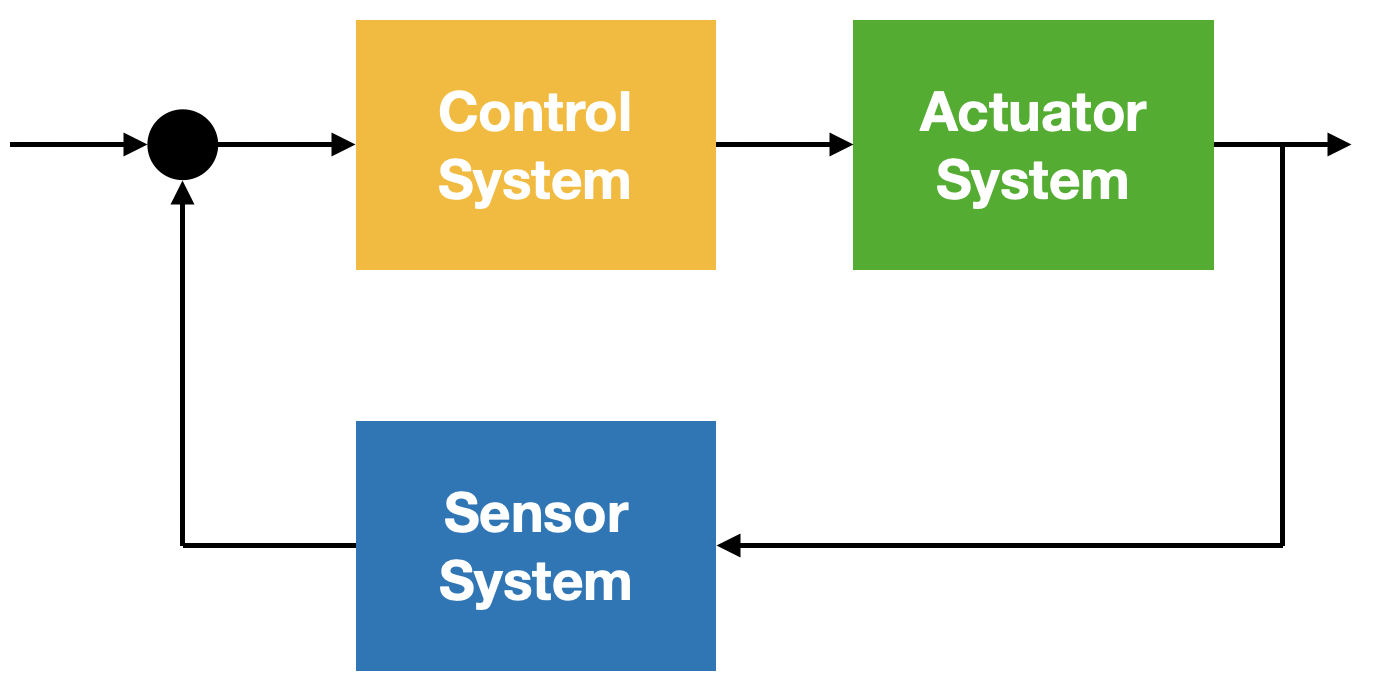 Control
System
Actuator
System
Sensor
System